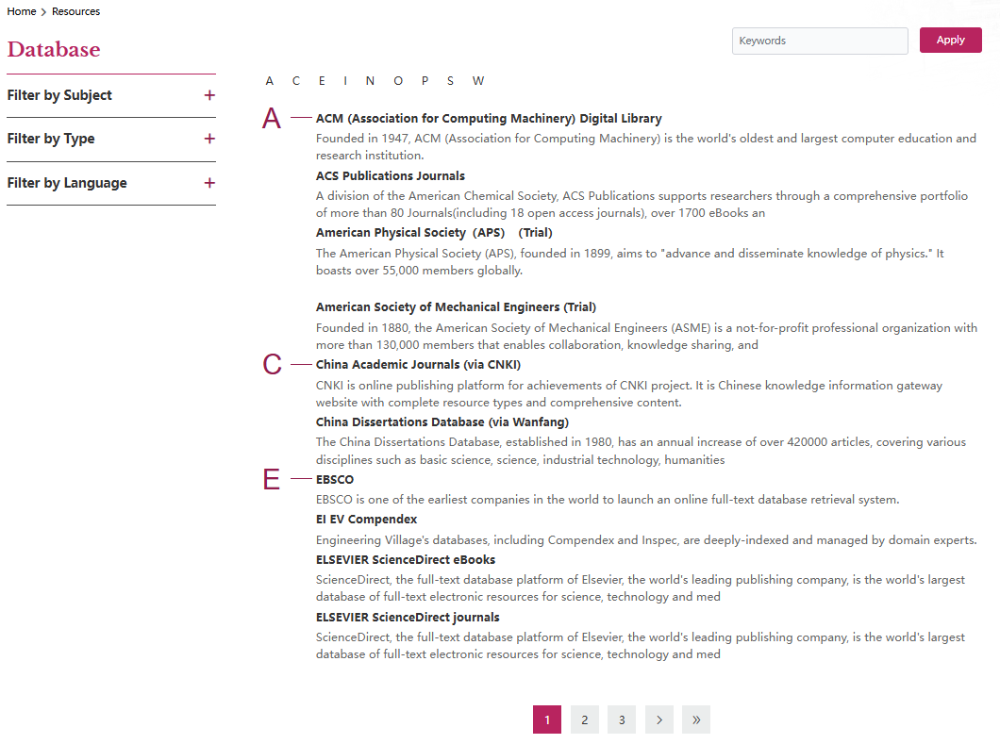 Home > Resources
Database
Keywords
Apply
Filter by Subject +
Filter by Type +
Filter by Language +
A C E I N O P S W
A
ACM (Association for Computing Machinery) Digital Library
Founded in 1947, ACM (Association for Computing Machinery) is the world's oldest and largest computer education and
research institution.
ACS Publications Journals
A division of the American Chemical Society, ACS Publications supports researchers through a comprehensive portfolio
of more than 80 Journals(including 18 open access journals), over 1700 eBooks an
American Physical Society (APS) (Trial)
The American Physical Society (APS), founded in 1899, aims to "advance and disseminate knowledge of physics." It
boasts over 55,000 members globally.
American Society of Mechanical Engineers (Trial)
Founded in 1880, the American Society of Mechanical Engineers (ASME) is a not-for-profit professional organization with
more than 130,000 members that enables collaboration, knowledge sharing, and
C
China Academic Journals (via CNKI)
CNKI is online publishing platform for achievements of CNKI project. It is Chinese knowledge information gateway
website with complete resource types and comprehensive content.
China Dissertations Database (via Wanfang)
The China Dissertations Database, established in 1980, has an annual increase of over 420000 articles, covering various
disciplines such as basic science, science, industrial technology, humanities
E
EBSCO
EBSCO is one of the earliest companies in the world to launch an online full-text database retrieval system.
EI EV Compendex
Engineering Village's databases, including Compendex and Inspec, are deeply-indexed and managed by domain experts.
ELSEVIER ScienceDirect eBooks
ScienceDirect, the full-text database platform of Elsevier, the world's leading publishing company, is the world's largest
database of full-text electronic resources for science, technology and med
ELSEVIER ScienceDirect journals
ScienceDirect, the full-text database platform of Elsevier, the world's leading publishing company, is the world's largest
database of full-text electronic resources for science, technology and med
1 2 3 > »